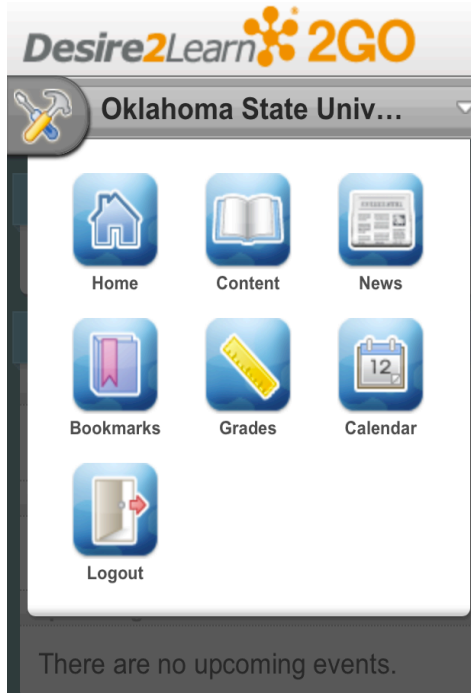 Desire2Learn 2GO
Oklahoma State Univ...
Home Content News
12
Bookmarks Grades Calendar
Logout
There are no upcoming events.